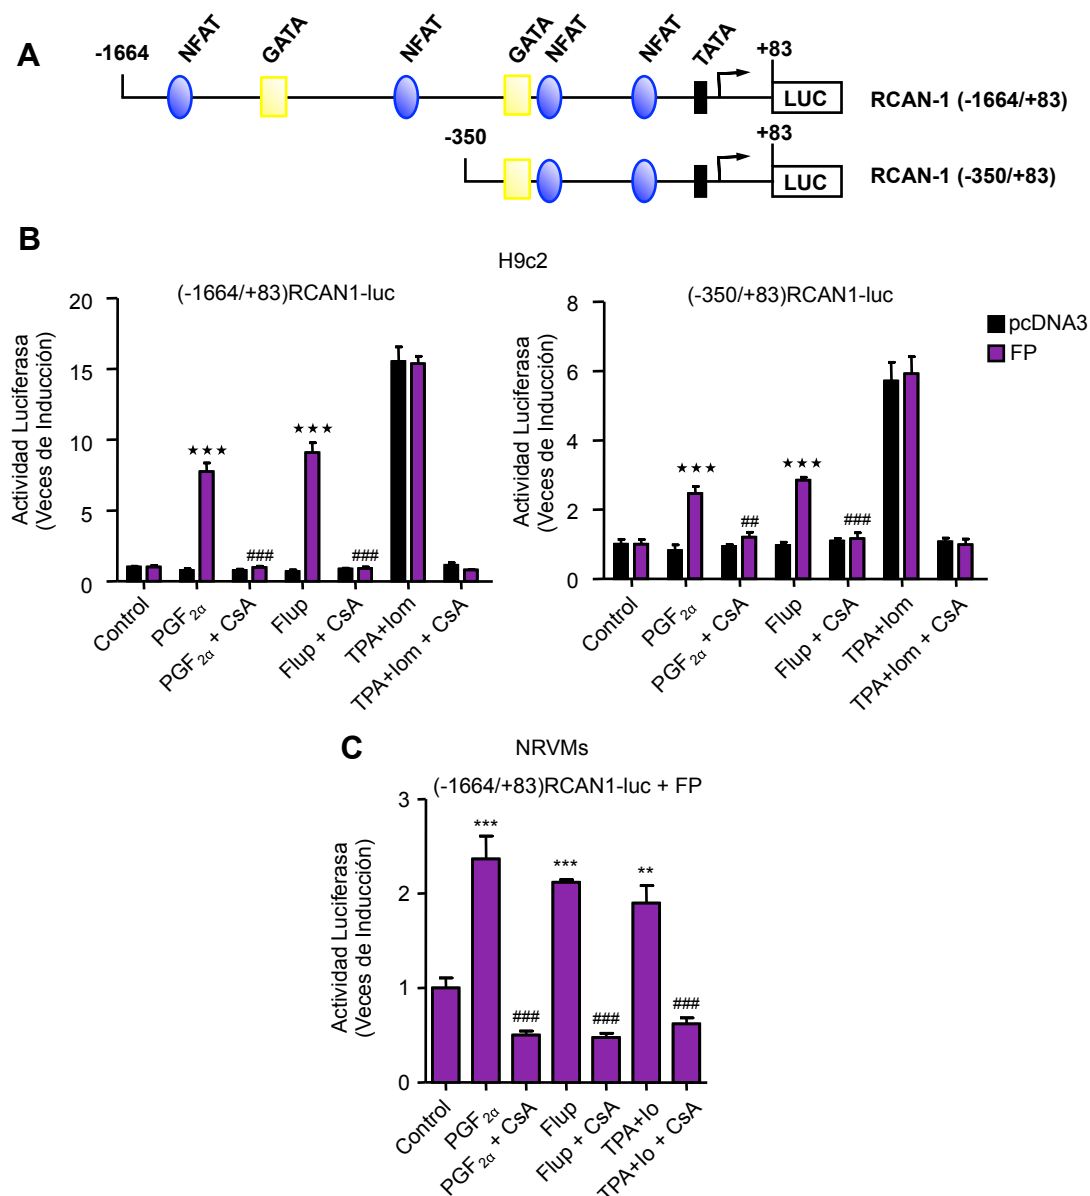 A
-1664
NFAT
GATA
NFAT
GATA
NFAT
NFAT
TATA
+83
LUC
RCAN-1 (-1664/+83)
-350
+83
LUC
RCAN-1 (-350/+83)
B
H9c2
(-1664/+83)RCAN1-luc
Actividad Luciferasa
(Veces de Inducción)
20
15
10
5
0
★★★
###
★★★
###
Control
PGF2α
PGF2α + CsA
Flup
Flup + CsA
TPA+Iom
TPA+Iom + CsA
(-350/+83)RCAN1-luc
Actividad Luciferasa
(Veces de Inducción)
8
6
4
2
0
★★★
##
★★★
###
Control
PGF2α
PGF2α + CsA
Flup
Flup + CsA
TPA+Iom
TPA+Iom + CsA
pcDNA3
FP
C
NRVMs
(-1664/+83)RCAN1-luc + FP
Actividad Luciferasa
(Veces de Inducción)
3
2
1
0
***
###
***
###
**
###
Control
PGF2α
PGF2α + CsA
Flup
Flup + CsA
TPA+Io
TPA+Io + CsA